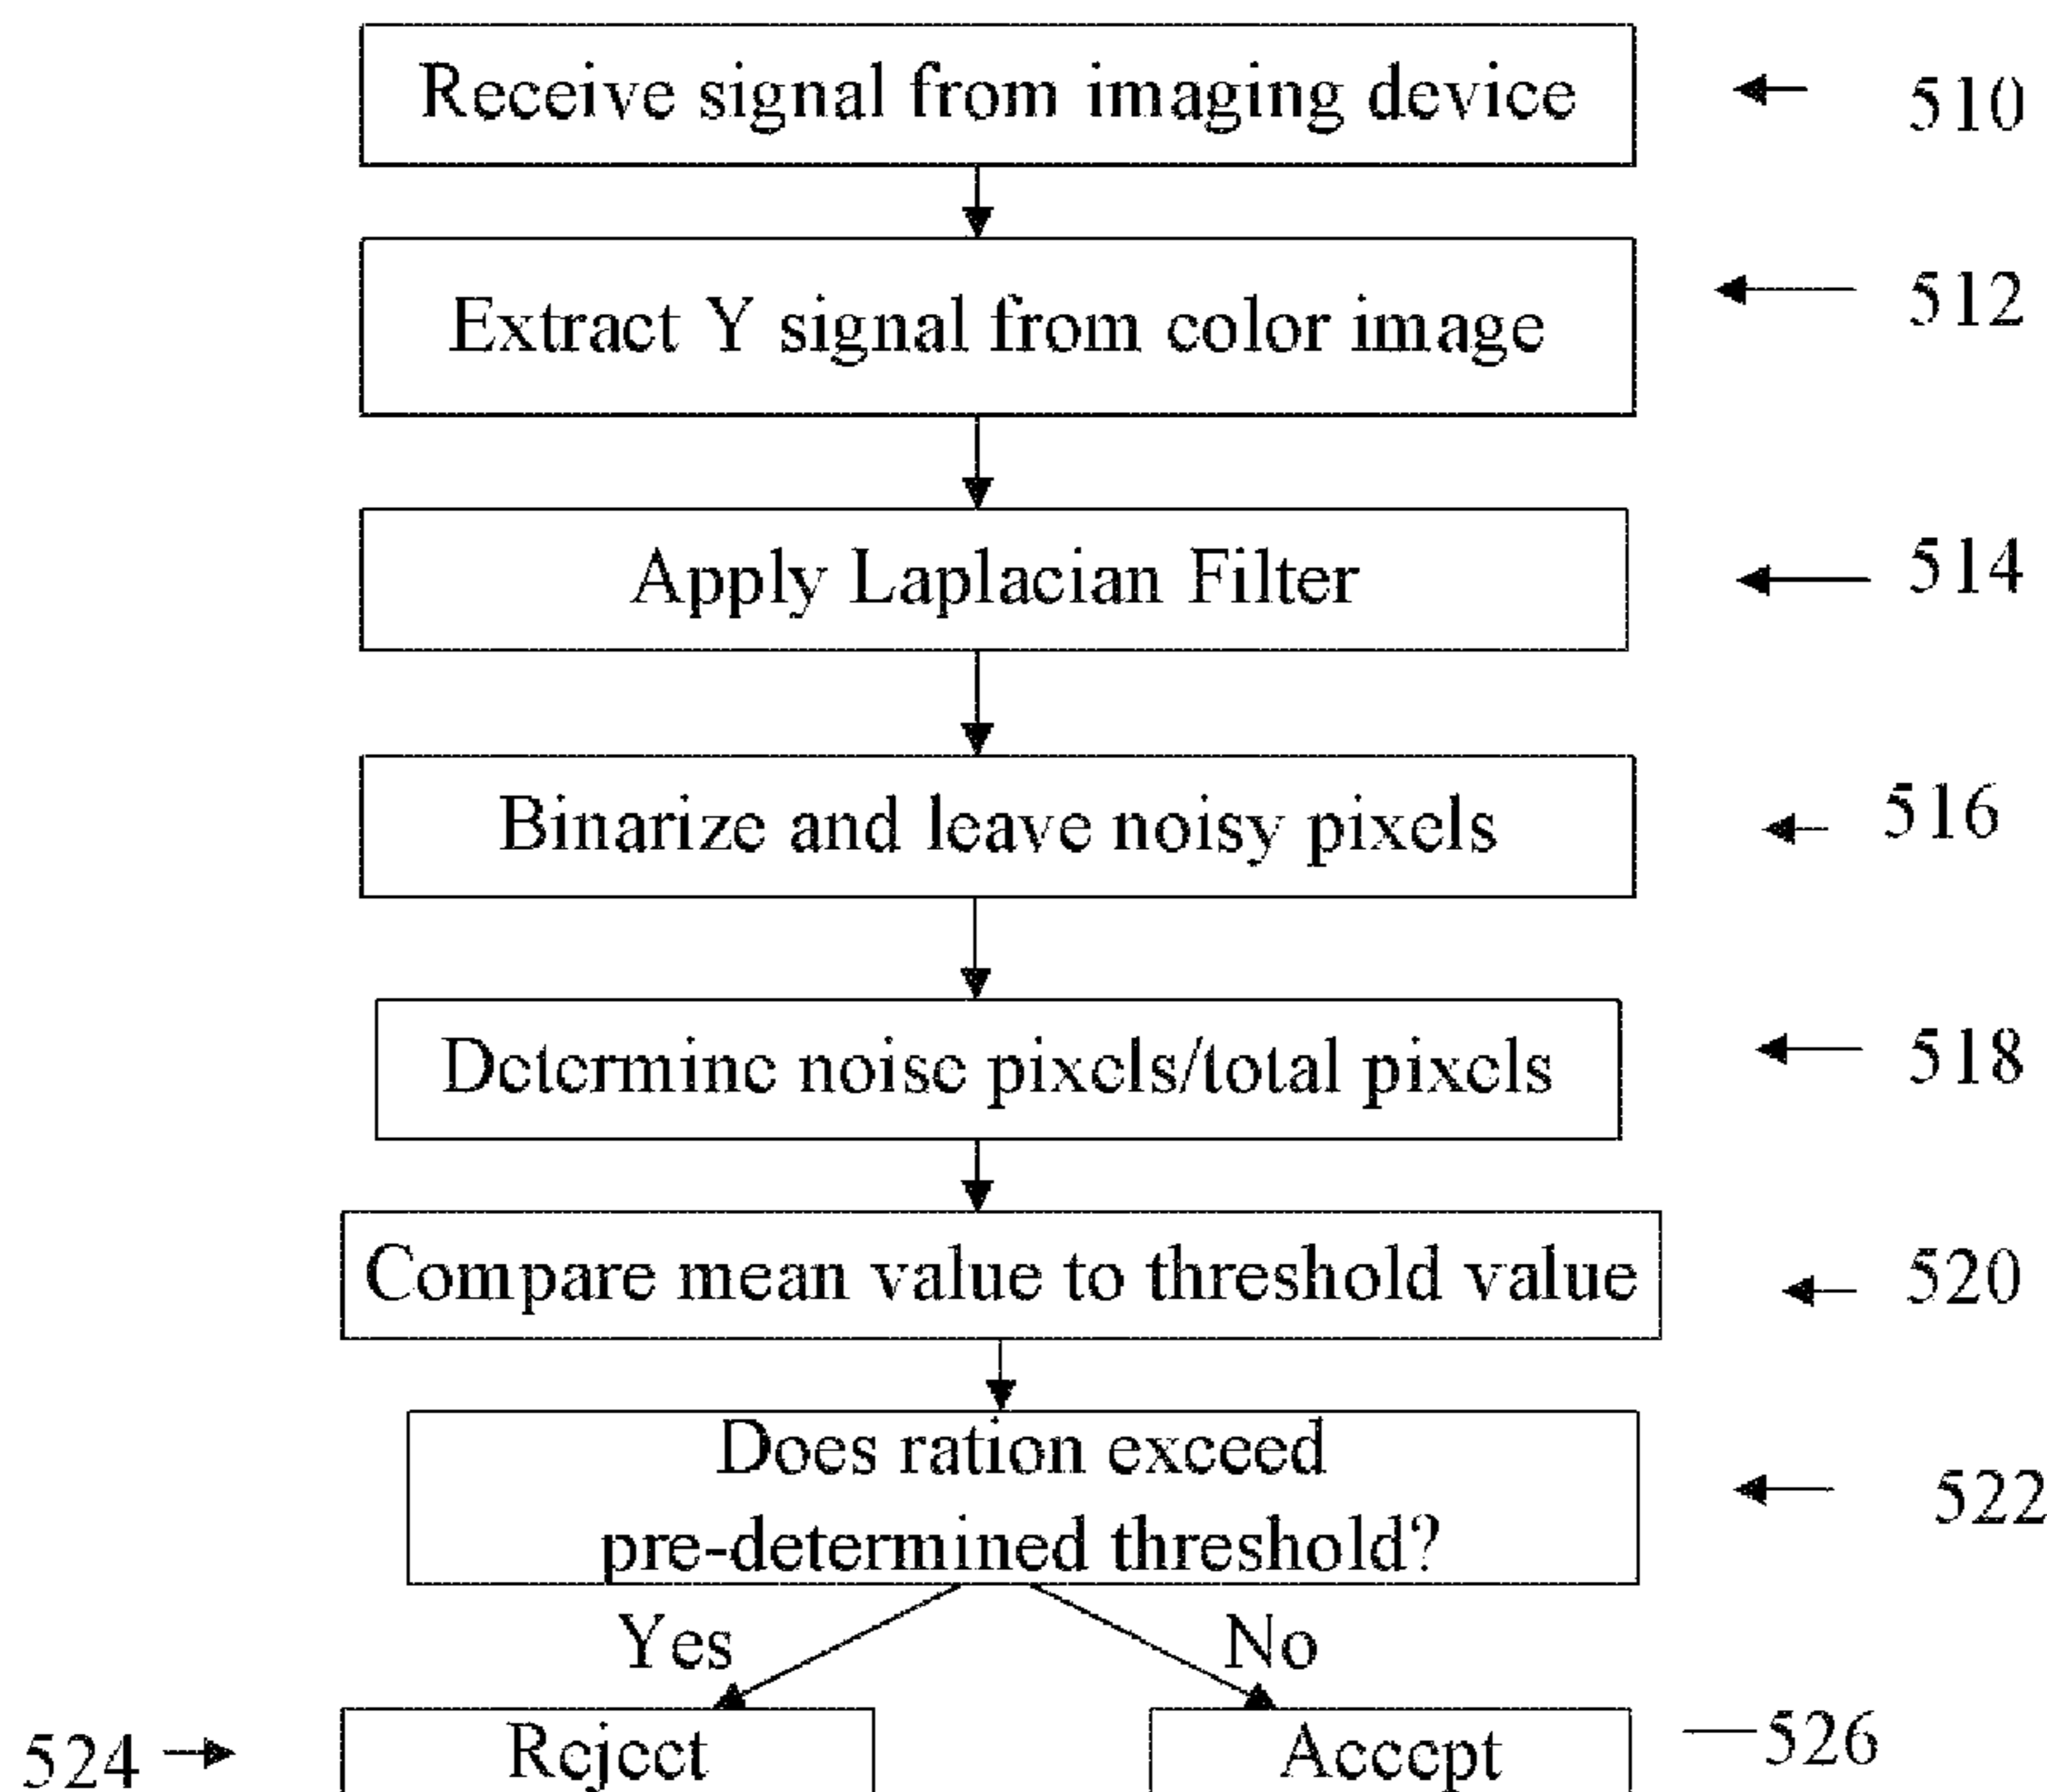 Receive signal from imaging device
510
Extract Y signal from color image
512
Apply Laplacian Filter
514
Binarize and leave noisy pixels
516
Determine noise pixels/total pixels
518
Compare mean value to threshold value
520
Does ration exceed
pre-determined threshold?
522
Yes
No
524
Reject
Accept
526